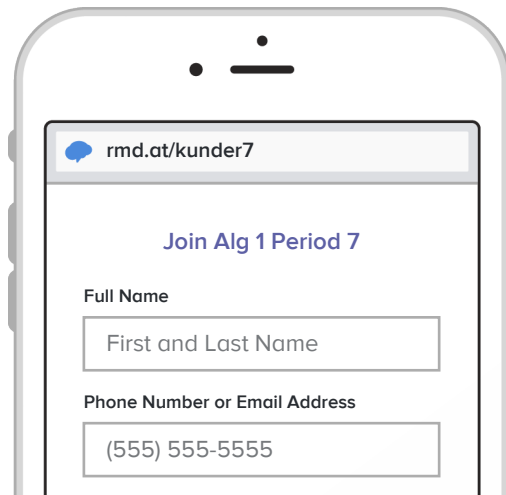 rmd.at/kunder7
Join Alg 1 Period 7
Full Name
First and Last Name
Phone Number or Email Address
(555) 555-5555